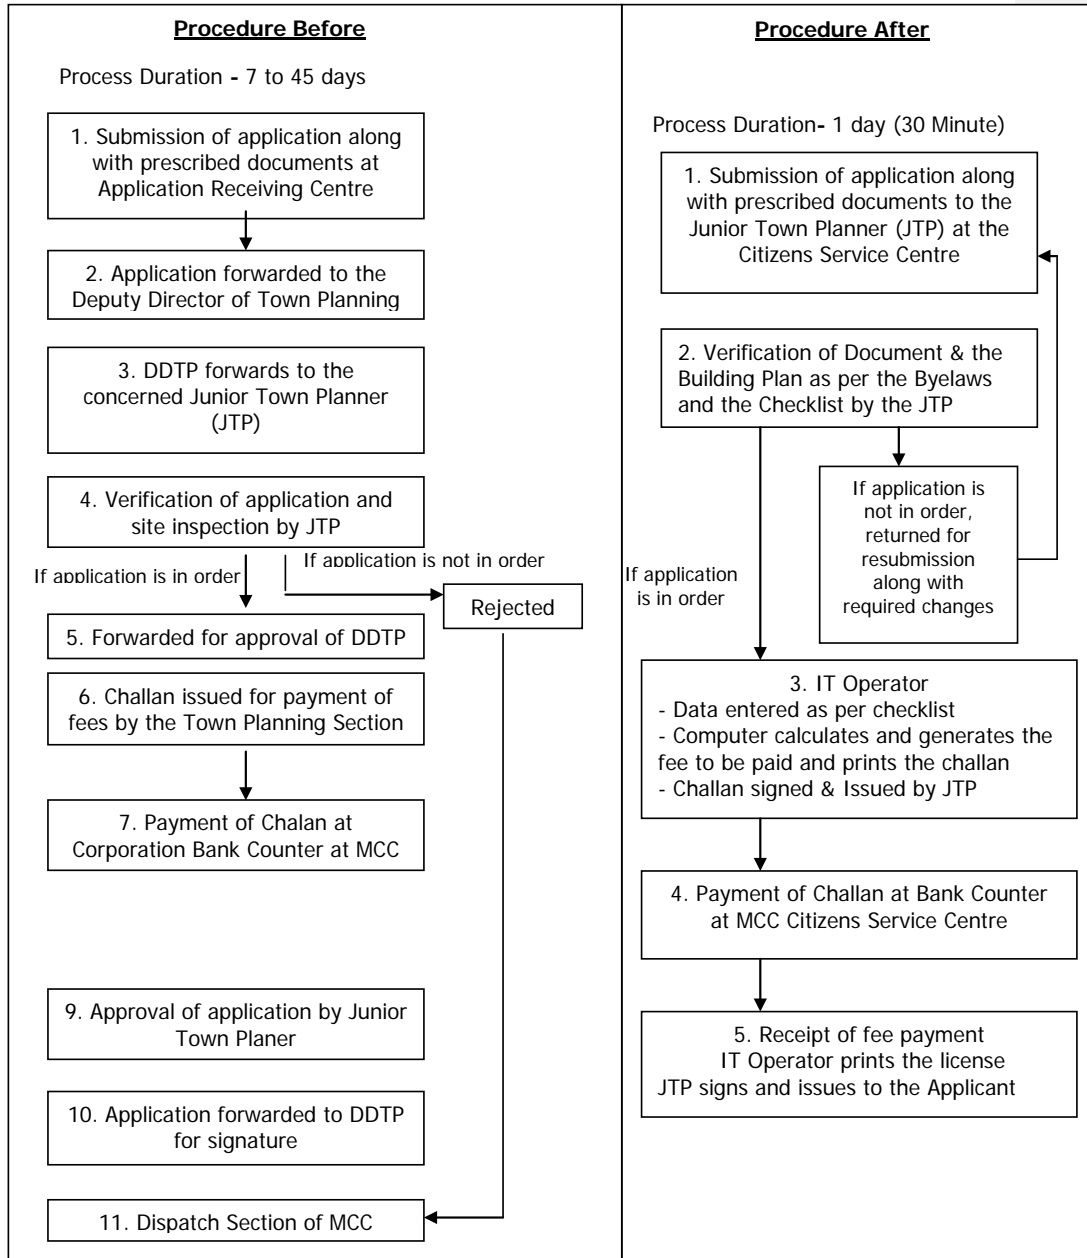 Procedure Before
Process Duration - 7 to 45 days
1. Submission of application along
with prescribed documents at
Application Receiving Centre
2. Application forwarded to the
Deputy Director of Town Planning
3. DDTP forwards to the
concerned Junior Town Planner
(JTP)
4. Verification of application and
site inspection by JTP
If application is in order
If application is not in order
Rejected
5. Forwarded for approval of DDTP
6. Challan issued for payment of
fees by the Town Planning Section
7. Payment of Chalan at
Corporation Bank Counter at MCC
9. Approval of application by Junior
Town Planer
10. Application forwarded to DDTP
for signature
11. Dispatch Section of MCC
Procedure After
Process Duration- 1 day (30 Minute)
1. Submission of application along
with prescribed documents to the
Junior Town Planner (JTP) at the
Citizens Service Centre
2. Verification of Document & the
Building Plan as per the Byelaws
and the Checklist by the JTP
If application is
not in order,
returned for
resubmission
along with
required changes
If application
is in order
3. IT Operator
- Data entered as per checklist
- Computer calculates and generates the
fee to be paid and prints the challan
- Challan signed & Issued by JTP
4. Payment of Challan at Bank Counter
at MCC Citizens Service Centre
5. Receipt of fee payment
IT Operator prints the license
JTP signs and issues to the Applicant